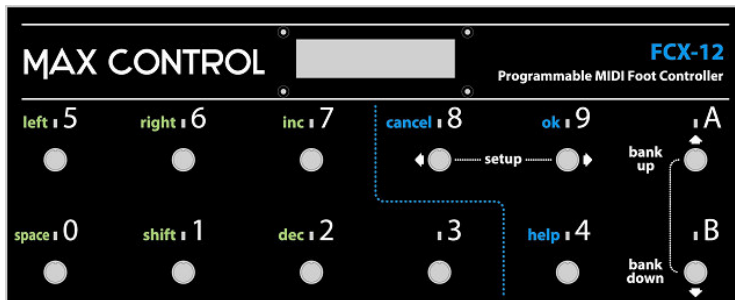 MAX CONTROL
FCX-12
Programmable MIDI Foot Controller
left 5 right 6 inc 7 cancel 8 ok 9 A
setup
bank
up
space 0 shift 1 dec 2 3 help 4 B
bank
down